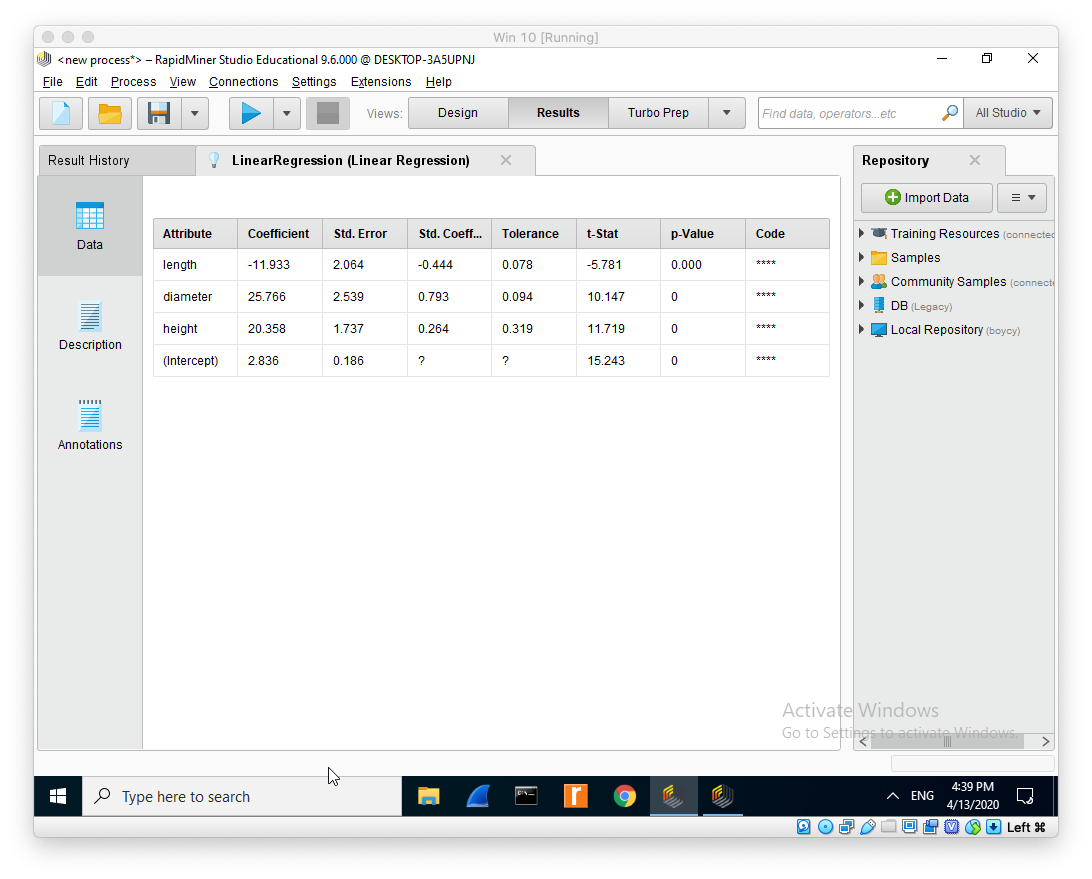 Win 10 [Running]
<new process*> – RapidMiner Studio Educational 9.6.000 @ DESKTOP-3A5UPNJ
File Edit Process View Connections Settings Extensions Help
Views: Design Results Turbo Prep Find data, operators...etc All Studio
Result History LinearRegression (Linear Regression) Repository
Import Data
Data
Description
Annotations
Attribute Coefficient Std. Error Std. Coeff... Tolerance t-Stat p-Value Code
length -11.933 2.064 -0.444 0.078 -5.781 0.000 ****
diameter 25.766 2.539 0.793 0.094 10.147 0 ****
height 20.358 1.737 0.264 0.319 11.719 0 ****
(Intercept) 2.836 0.186 ? ? 15.243 0 ****
Training Resources (connected
Samples
Community Samples (connecte
DB (Legacy)
Local Repository (boycy)
Activate Windows
Go to Settings to activate Windows.
Type here to search
ENG
4:39 PM
4/13/2020
Left ⌘